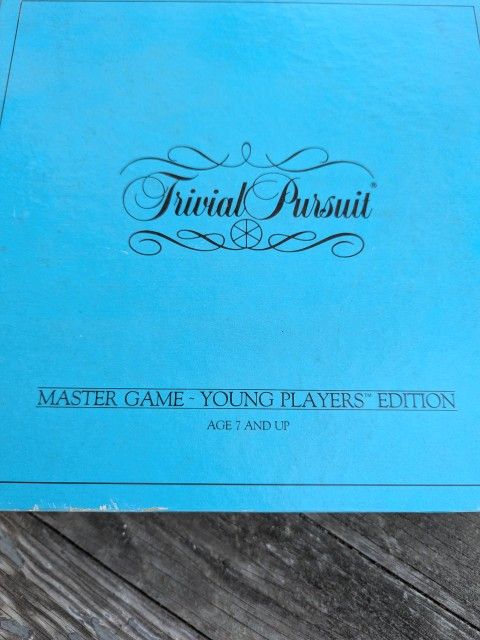 Trivial Pursuit®
MASTER GAME - YOUNG PLAYERS™ EDITION
AGE 7 AND UP